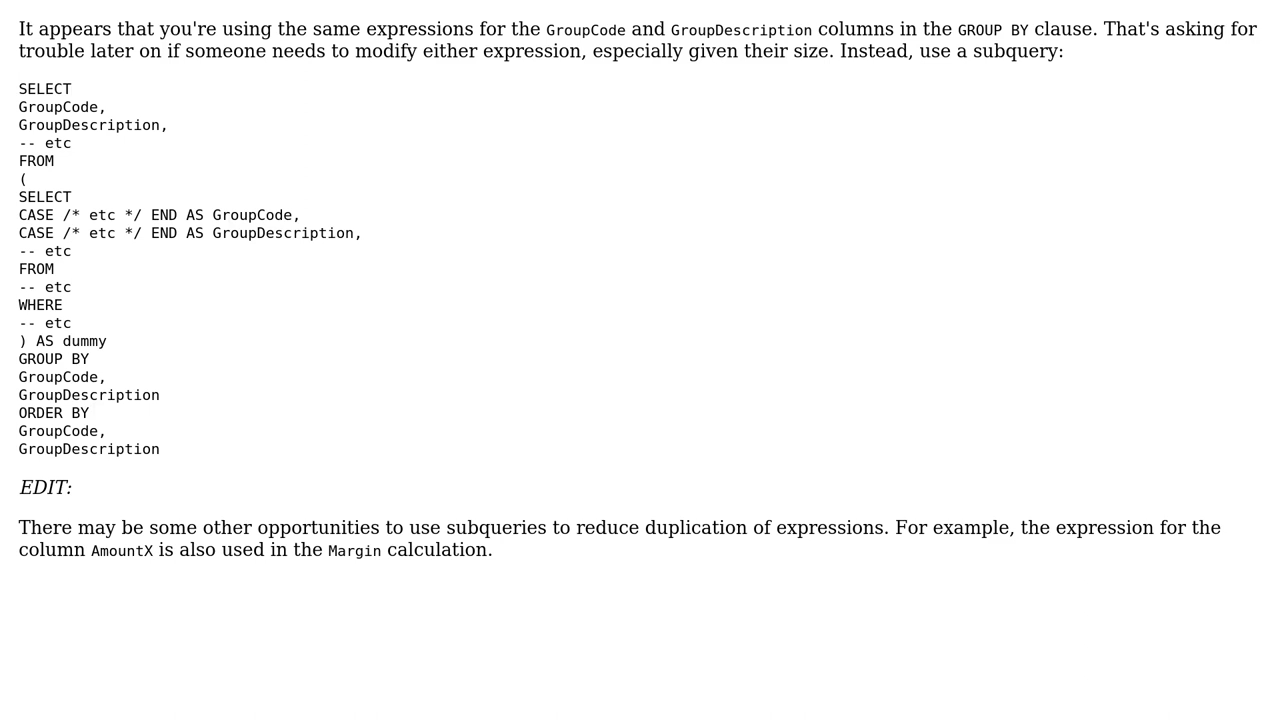 It appears that you're using the same expressions for the GroupCode and GroupDescription columns in the GROUP BY clause. That's asking for
trouble later on if someone needs to modify either expression, especially given their size. Instead, use a subquery:
SELECT
GroupCode,
GroupDescription,
-- etc
FROM
(
SELECT
CASE /* etc */ END AS GroupCode,
CASE /* etc */ END AS GroupDescription,
-- etc
FROM
-- etc
WHERE
-- etc
) AS dummy
GROUP BY
GroupCode,
GroupDescription
ORDER BY
GroupCode,
GroupDescription
EDIT:
There may be some other opportunities to use subqueries to reduce duplication of expressions. For example, the expression for the
column AmountX is also used in the Margin calculation.